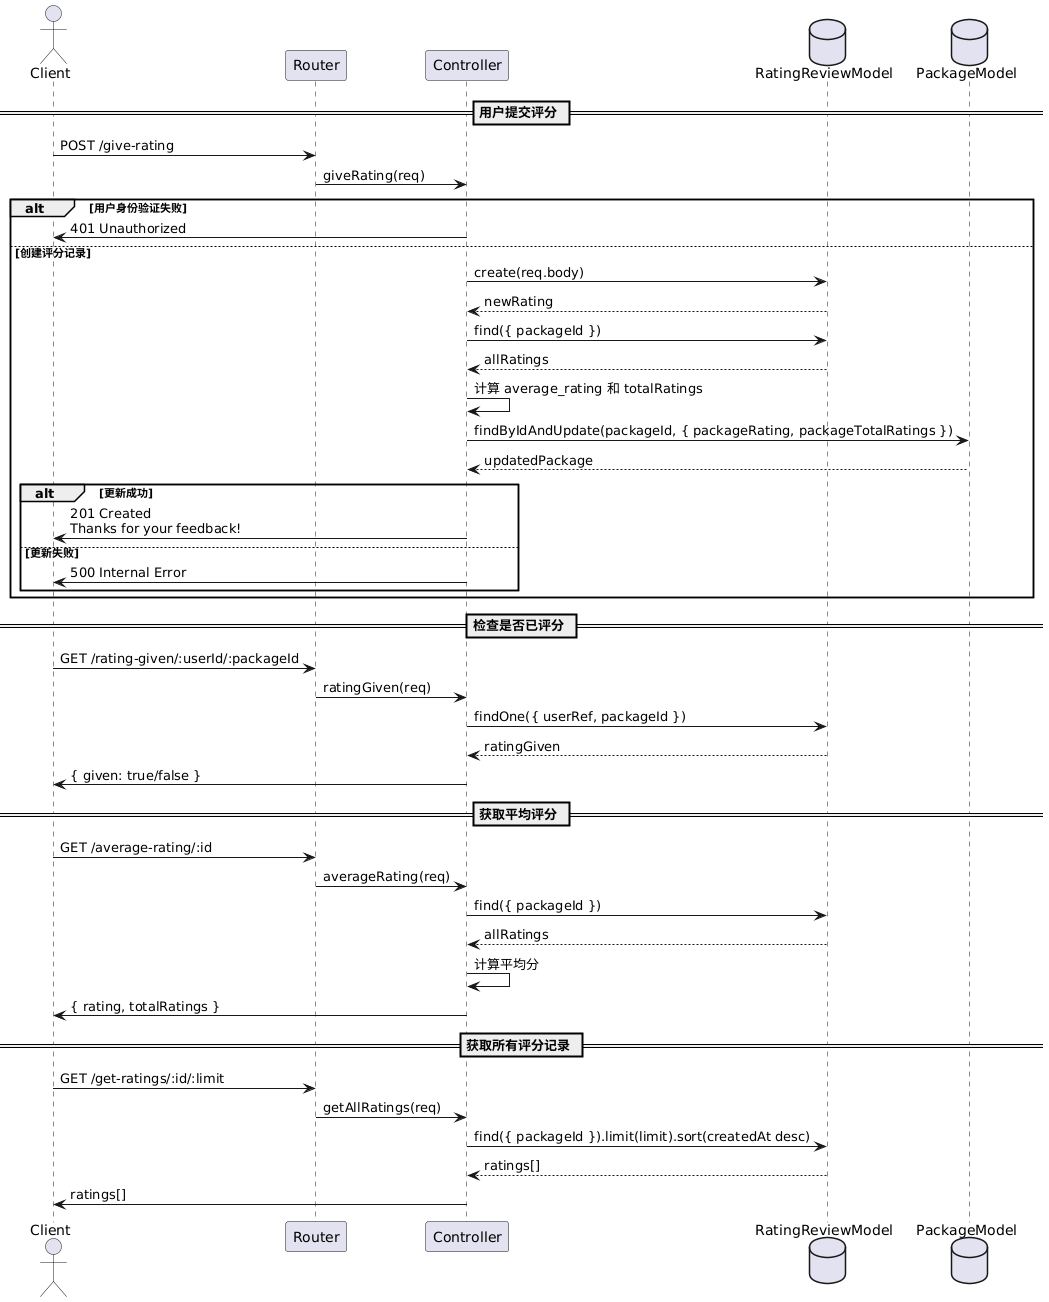 Client
Router
Controller
RatingReviewModel
PackageModel
用户提交评分
POST /give-rating
giveRating(req)
alt
[用户身份验证失败]
401 Unauthorized
[创建评分记录]
create(req.body)
newRating
find({ packageId })
allRatings
计算 average_rating 和 totalRatings
findByIdAndUpdate(packageId, { packageRating, packageTotalRatings })
updatedPackage
alt
[更新成功]
201 Created
Thanks for your feedback!
[更新失败]
500 Internal Error
检查是否已评分
GET /rating-given/:userId/:packageId
ratingGiven(req)
findOne({ userRef, packageId })
ratingGiven
{ given: true/false }
获取平均评分
GET /average-rating/:id
averageRating(req)
find({ packageId })
allRatings
计算平均分
{ rating, totalRatings }
获取所有评分记录
GET /get-ratings/:id/:limit
getAllRatings(req)
find({ packageId }).limit(limit).sort(createdAt desc)
ratings[]
ratings[]
Client
Router
Controller
RatingReviewModel
PackageModel